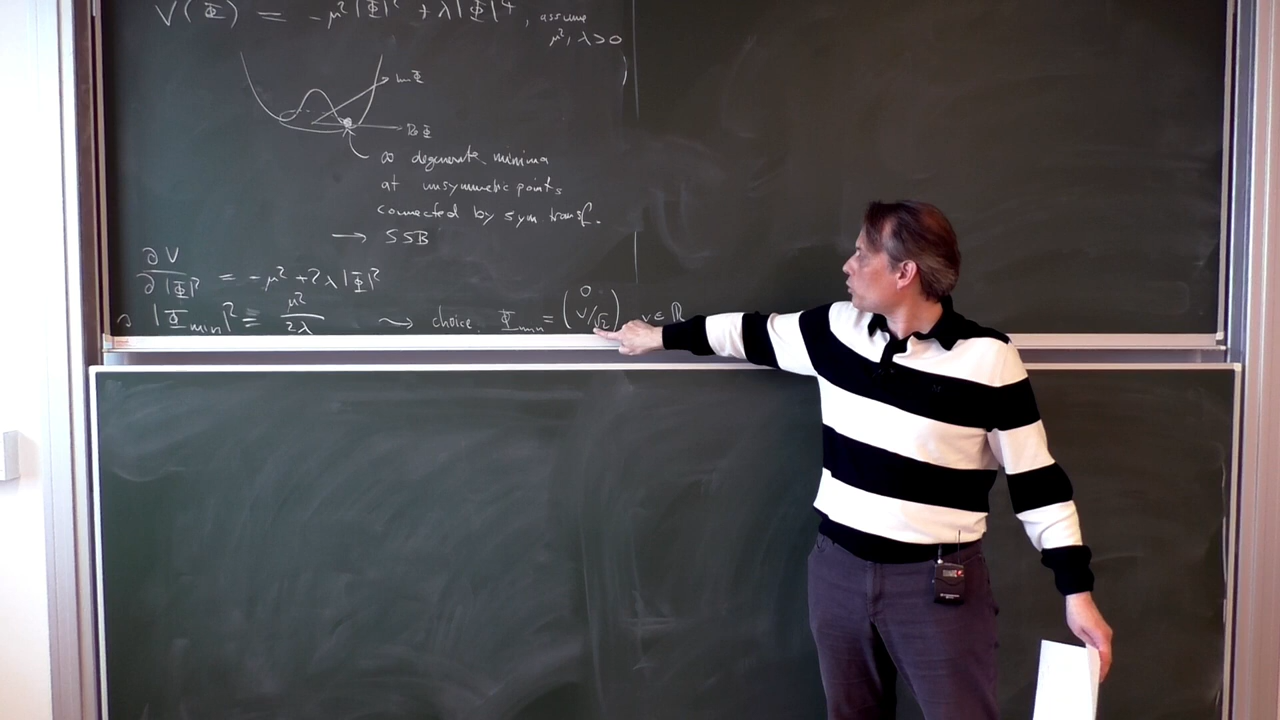 V(Φ) = -μ²|Φ|² + λ|Φ|⁴, assume
μ², λ>0
Im Φ
Re Φ
∞ degenerate minima
at unsymmetric points
connected by sym transf.
→ SSB
∂V/∂|Φ|² = -μ² + 2λ|Φ|²
|Φmin|² = μ²/2λ ⇝ choice Φmin = (0 v/√2) v∈ℝ